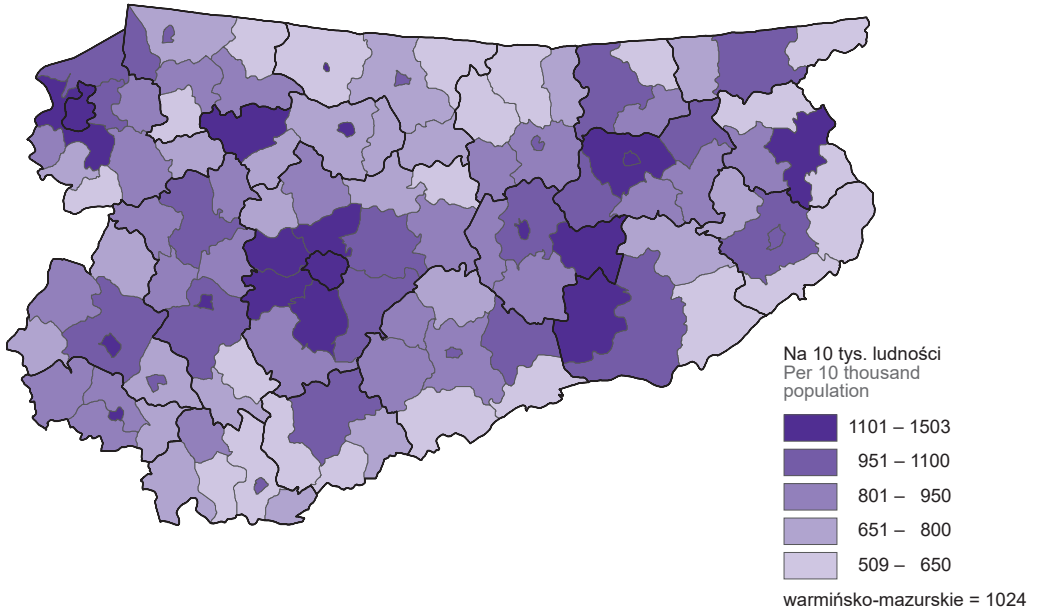 Na 10 tys. ludności
Per 10 thousand
population
1101 – 1503
951 – 1100
801 – 950
651 – 800
509 – 650
warmińsko-mazurskie = 1024